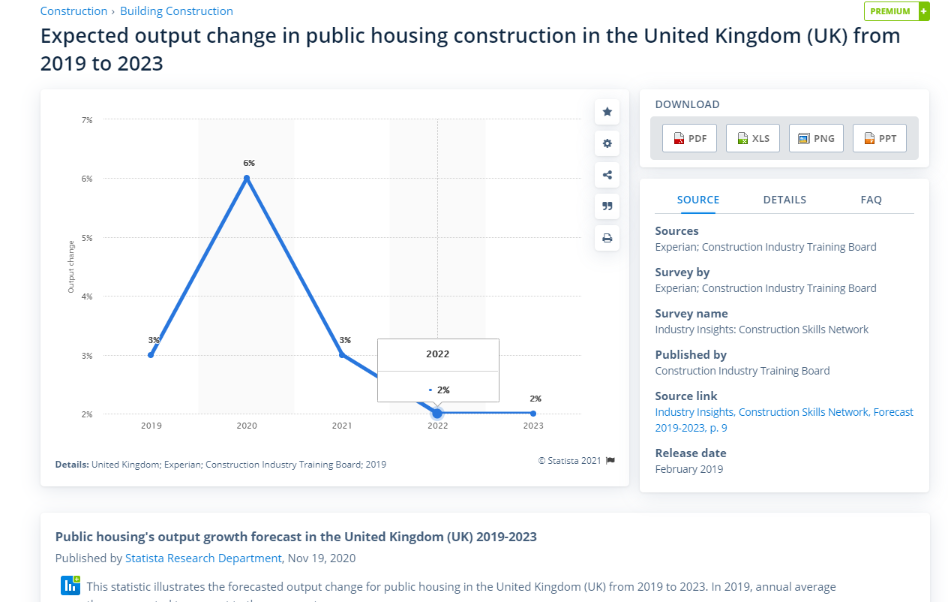 Construction › Building Construction
PREMIUM +
Expected output change in public housing construction in the United Kingdom (UK) from
2019 to 2023
7%
6%
5%
4%
3%
2%
Output change
3%
6%
3%
2022
- 2%
2%
2019 2020 2021 2022 2023
Details: United Kingdom; Experian; Construction Industry Training Board; 2019
© Statista 2021
DOWNLOAD
PDF XLS PNG PPT
SOURCE DETAILS FAQ
Sources
Experian; Construction Industry Training Board
Survey by
Experian; Construction Industry Training Board
Survey name
Industry Insights: Construction Skills Network
Published by
Construction Industry Training Board
Source link
Industry Insights, Construction Skills Network, Forecast
2019-2023, p. 9
Release date
February 2019
Public housing's output growth forecast in the United Kingdom (UK) 2019-2023
Published by Statista Research Department, Nov 19, 2020
This statistic illustrates the forecasted output change for public housing in the United Kingdom (UK) from 2019 to 2023. In 2019, annual average